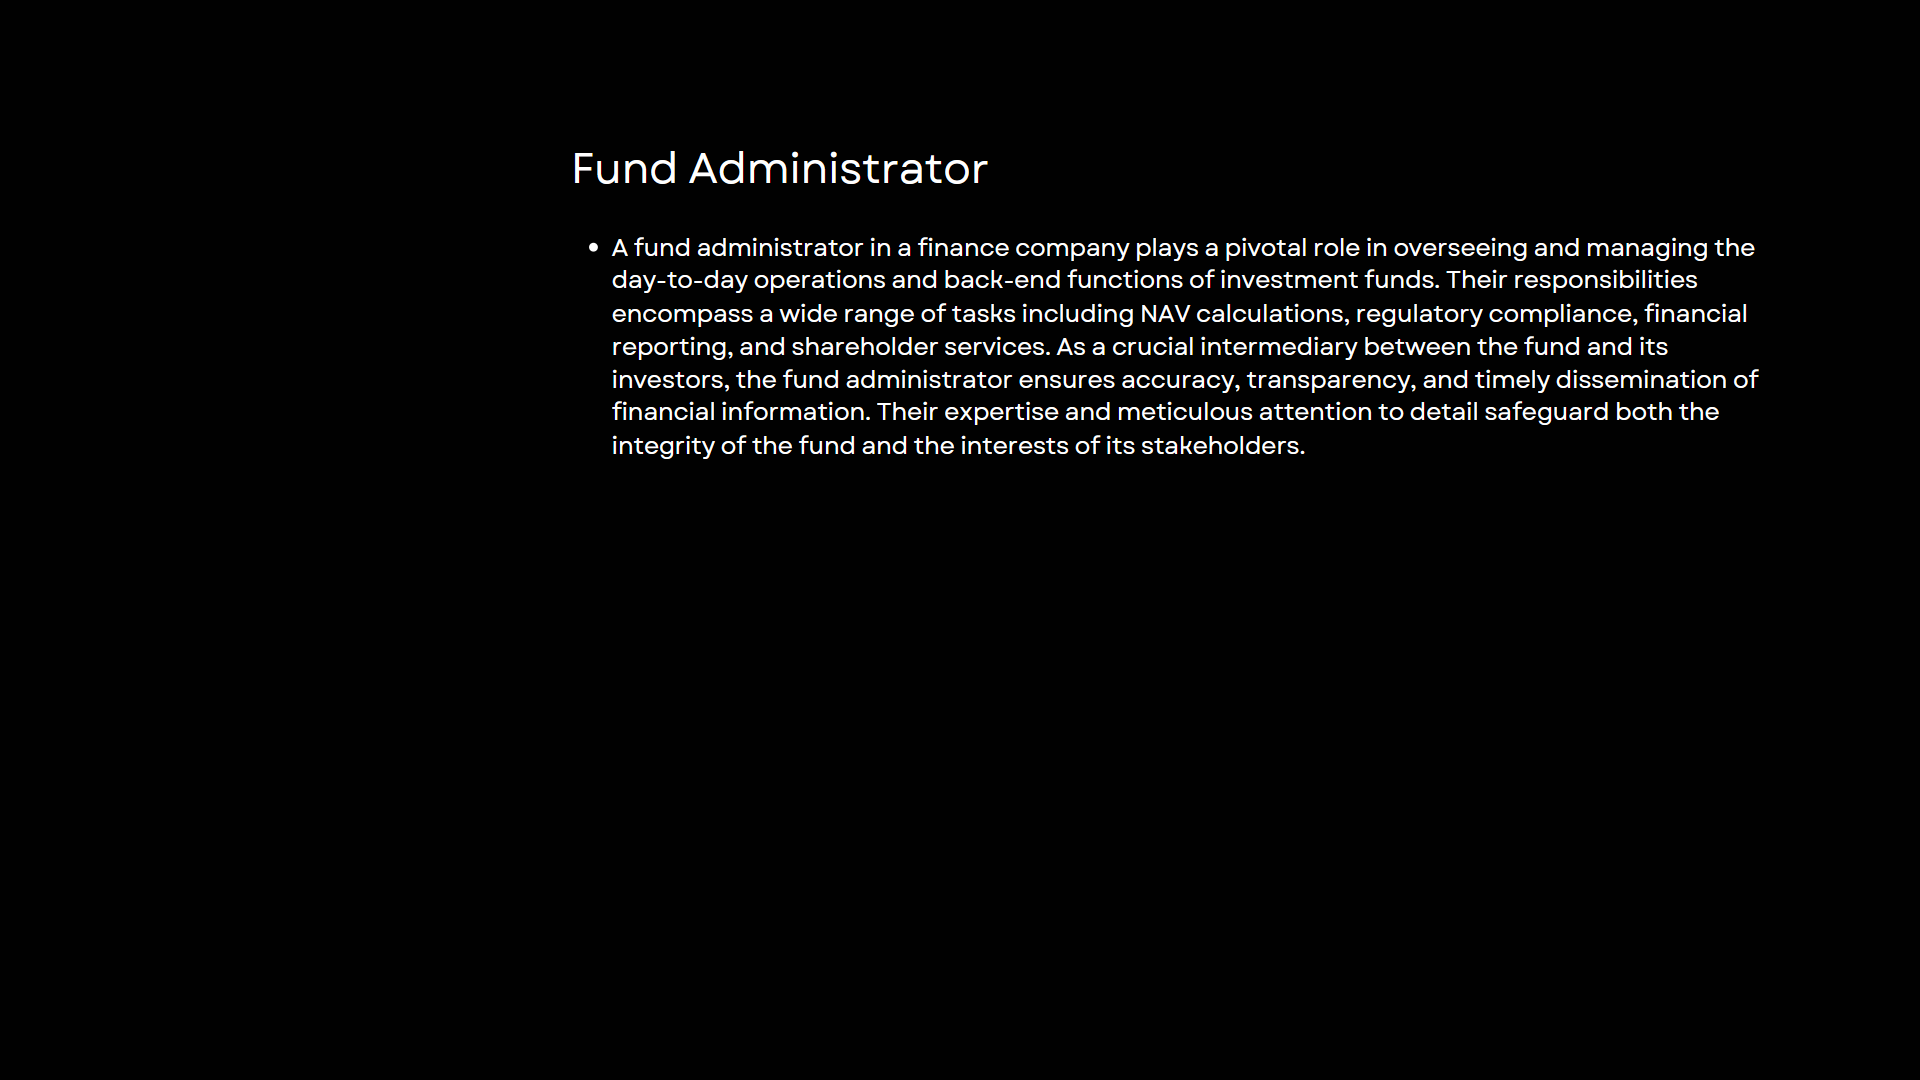 Fund Administrator
• A fund administrator in a finance company plays a pivotal role in overseeing and managing the
day-to-day operations and back-end functions of investment funds. Their responsibilities
encompass a wide range of tasks including NAV calculations, regulatory compliance, financial
reporting, and shareholder services. As a crucial intermediary between the fund and its
investors, the fund administrator ensures accuracy, transparency, and timely dissemination of
financial information. Their expertise and meticulous attention to detail safeguard both the
integrity of the fund and the interests of its stakeholders.